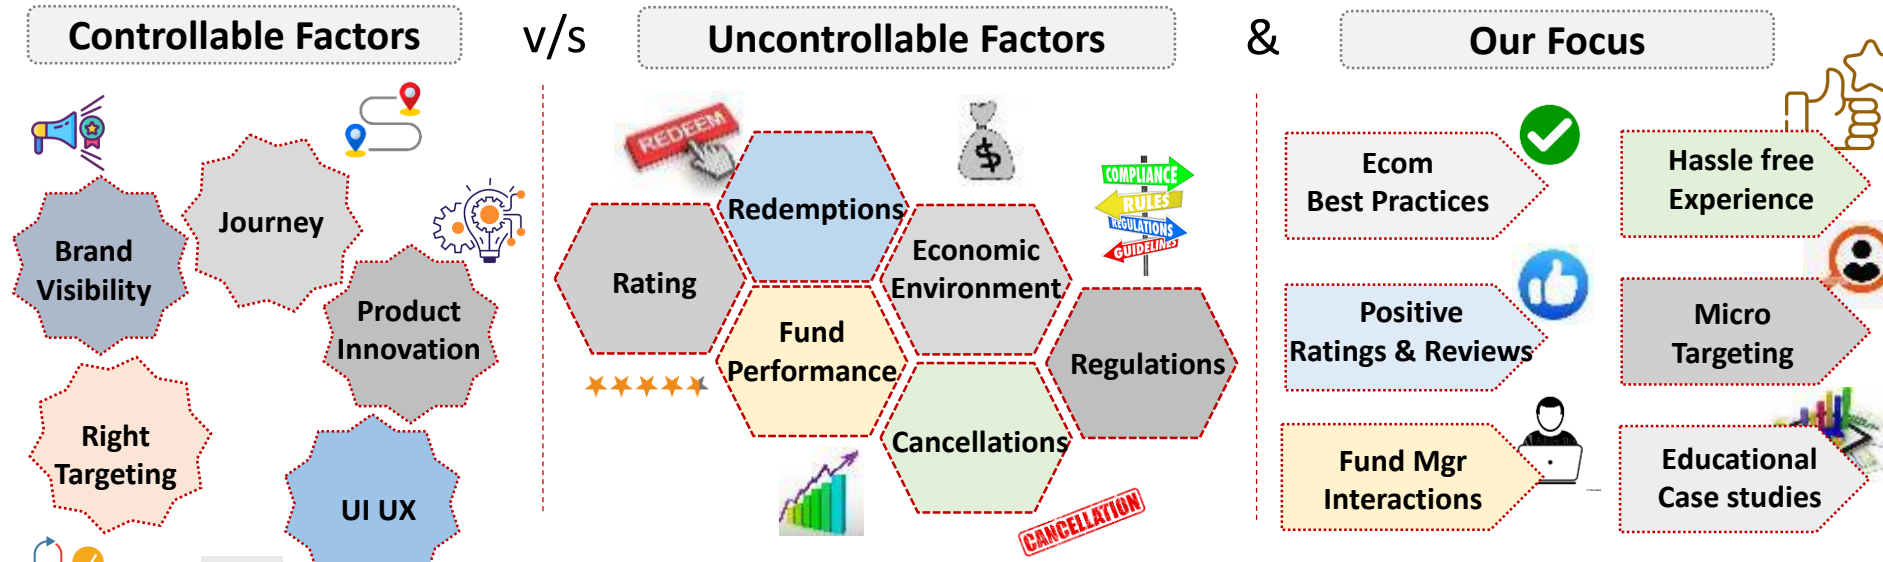 Controllable Factors
v/s
Uncontrollable Factors
&
Our Focus
Journey
Brand
Visibility
Product
Innovation
Right
Targeting
UI UX
REDEEM
Redemptions
Rating
Economic
Environment
COMPLIANCE
RULES
REGULATIONS
GUIDELINES
Fund
Performance
Regulations
Cancellations
CANCELLATION
Ecom
Best Practices
Hassle free
Experience
Positive
Ratings & Reviews
Micro
Targeting
Fund Mgr
Interactions
Educational
Case studies